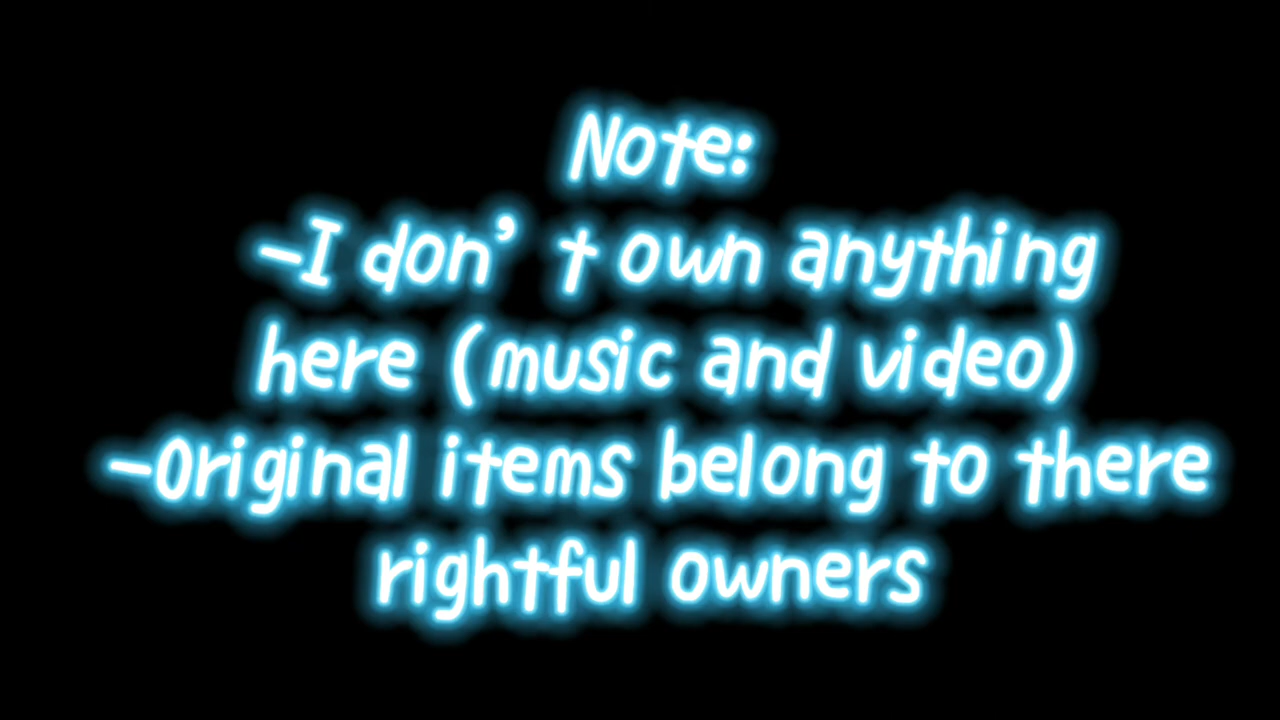 Note:
-I don’t own anything
here (music and video)
-Original items belong to there
rightful owners